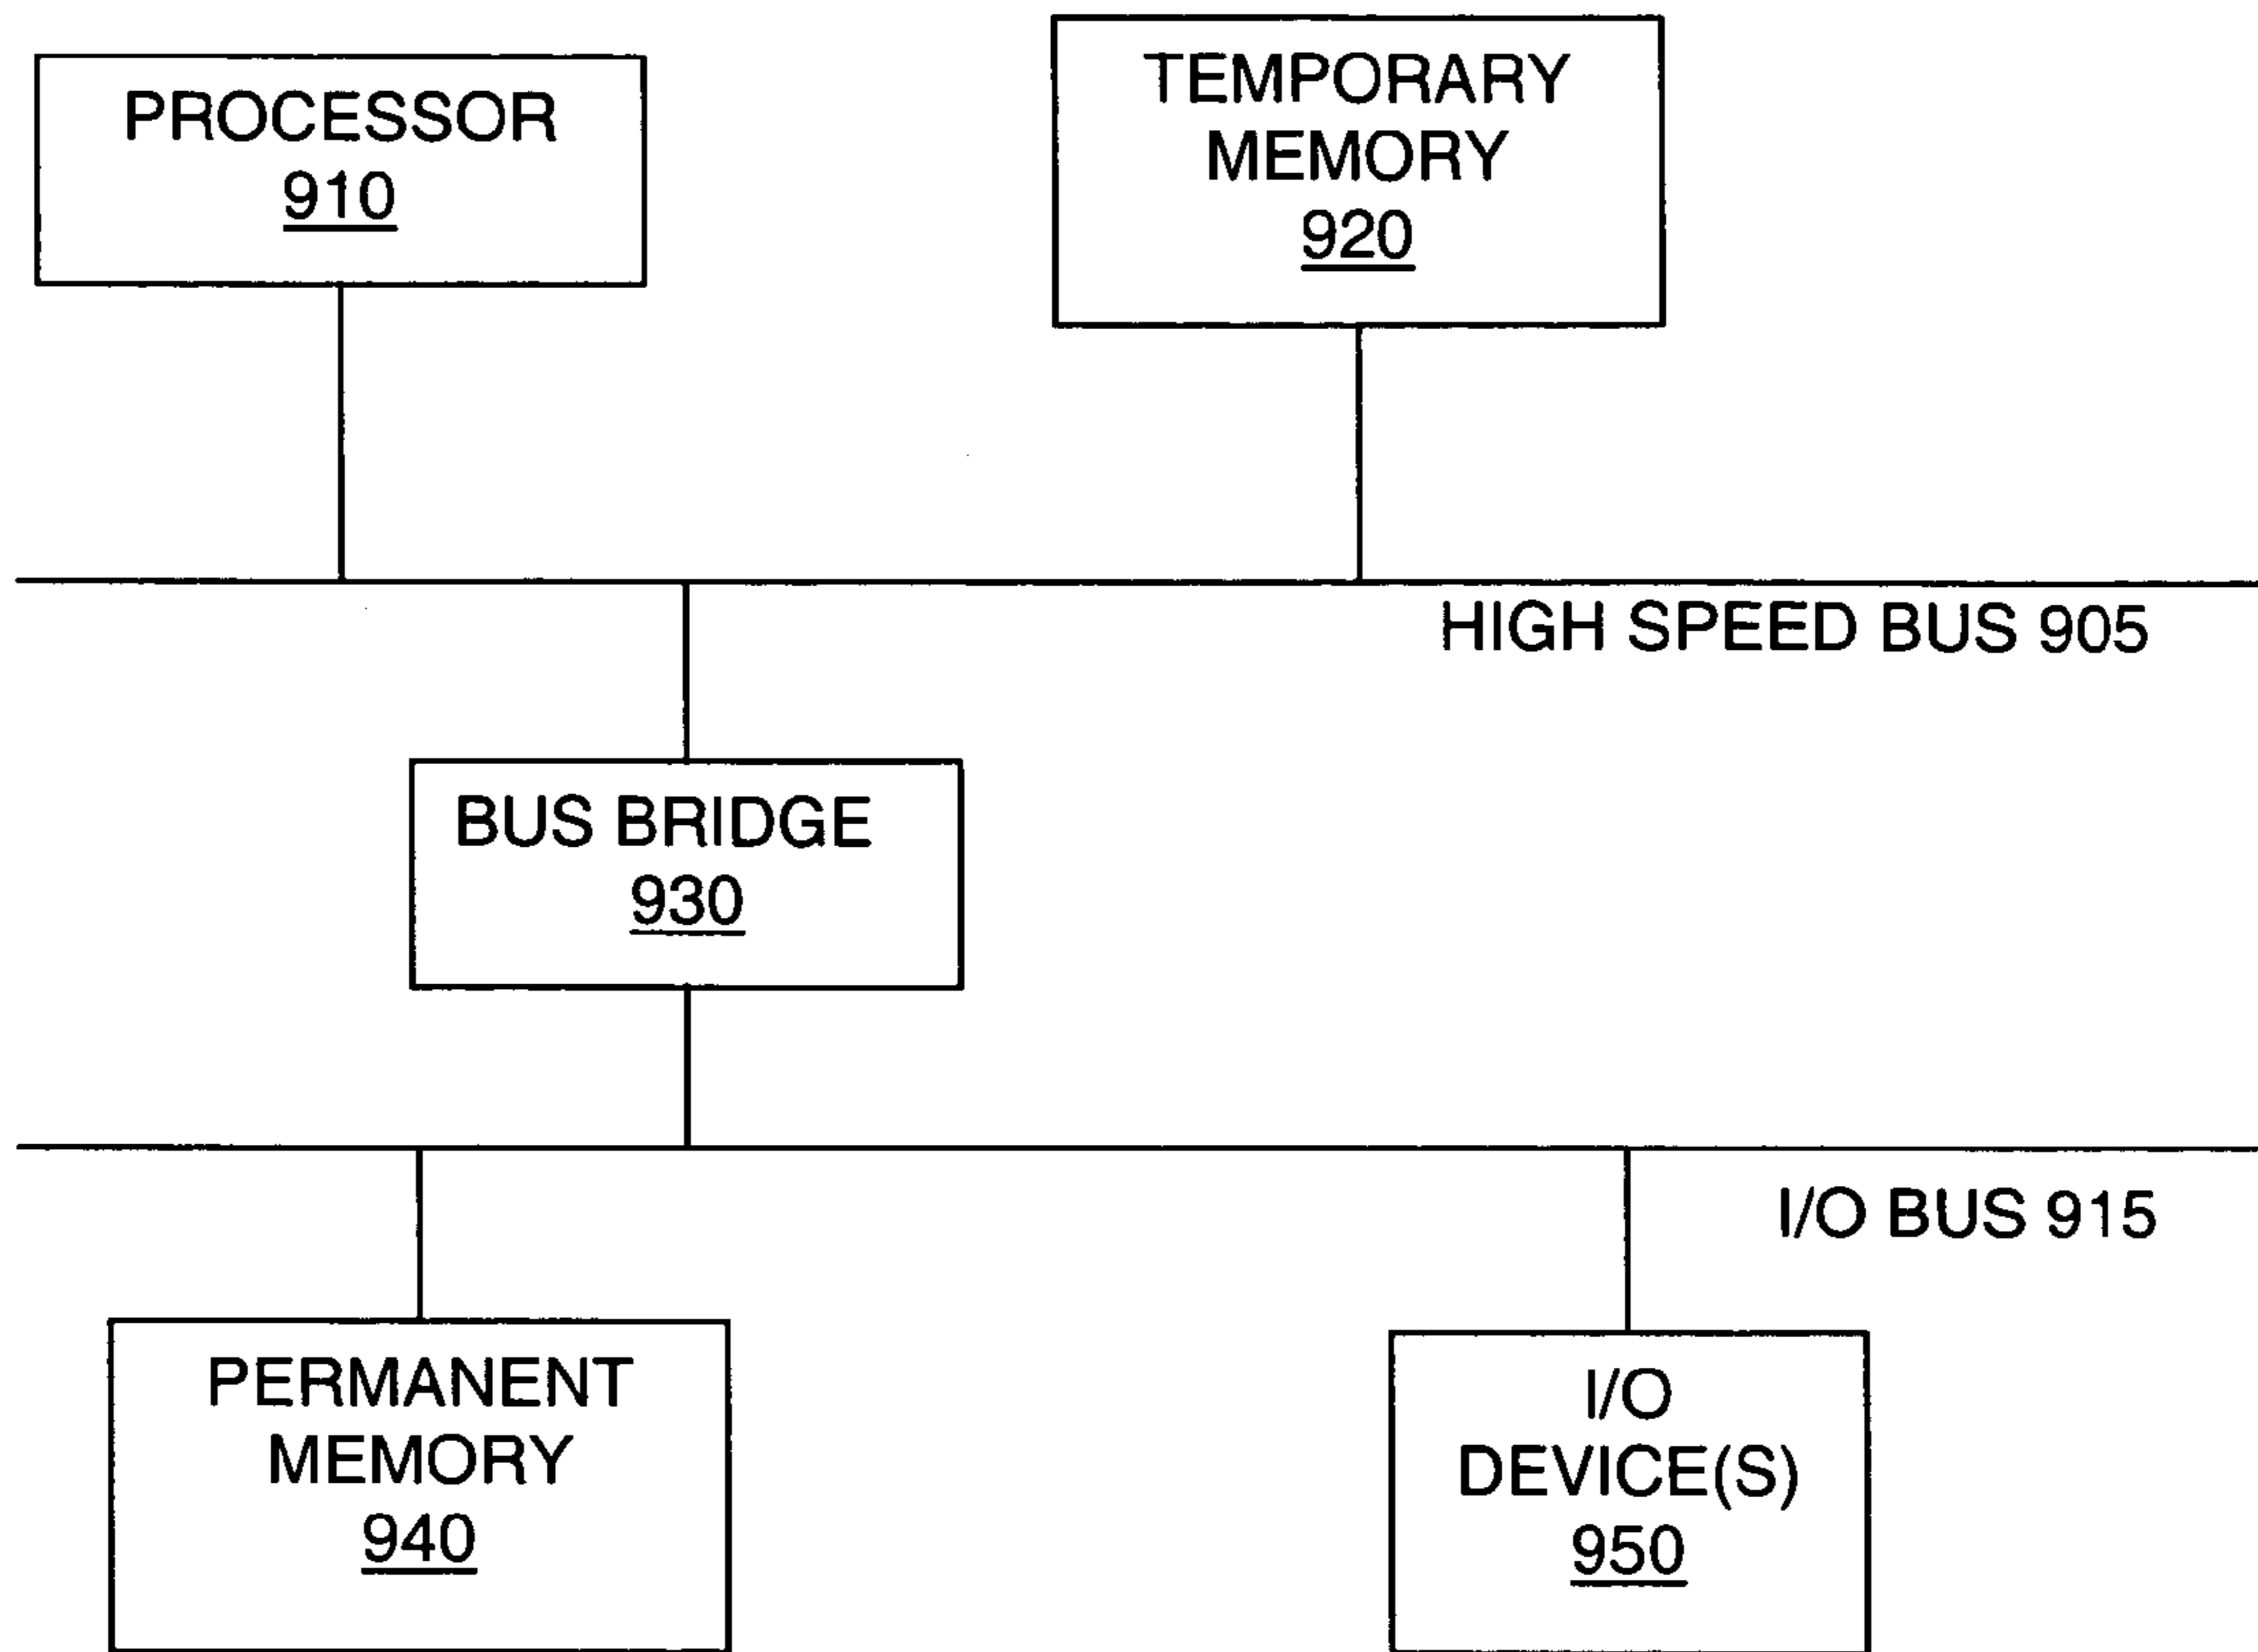 PROCESSOR
910
TEMPORARY
MEMORY
920
HIGH SPEED BUS 905
BUS BRIDGE
930
I/O BUS 915
PERMANENT
MEMORY
940
I/O
DEVICE(S)
950